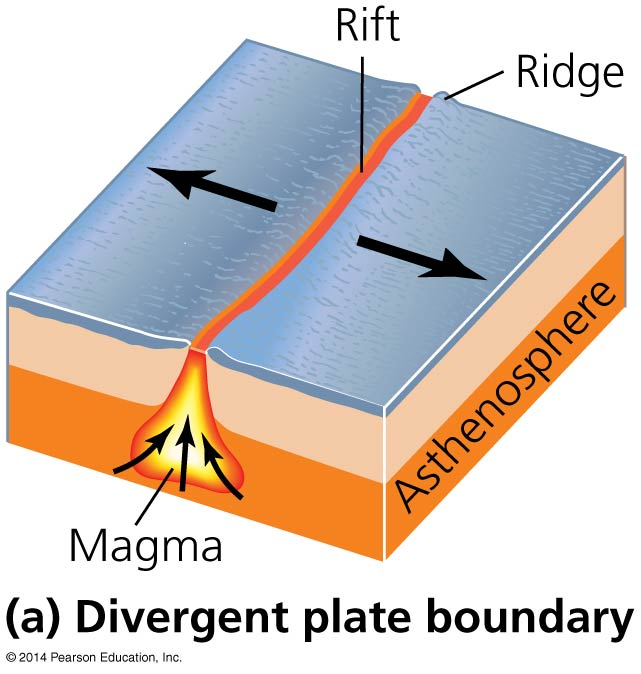 Rift
Ridge
Asthenosphere
Magma
(a) Divergent plate boundary
© 2014 Pearson Education, Inc.